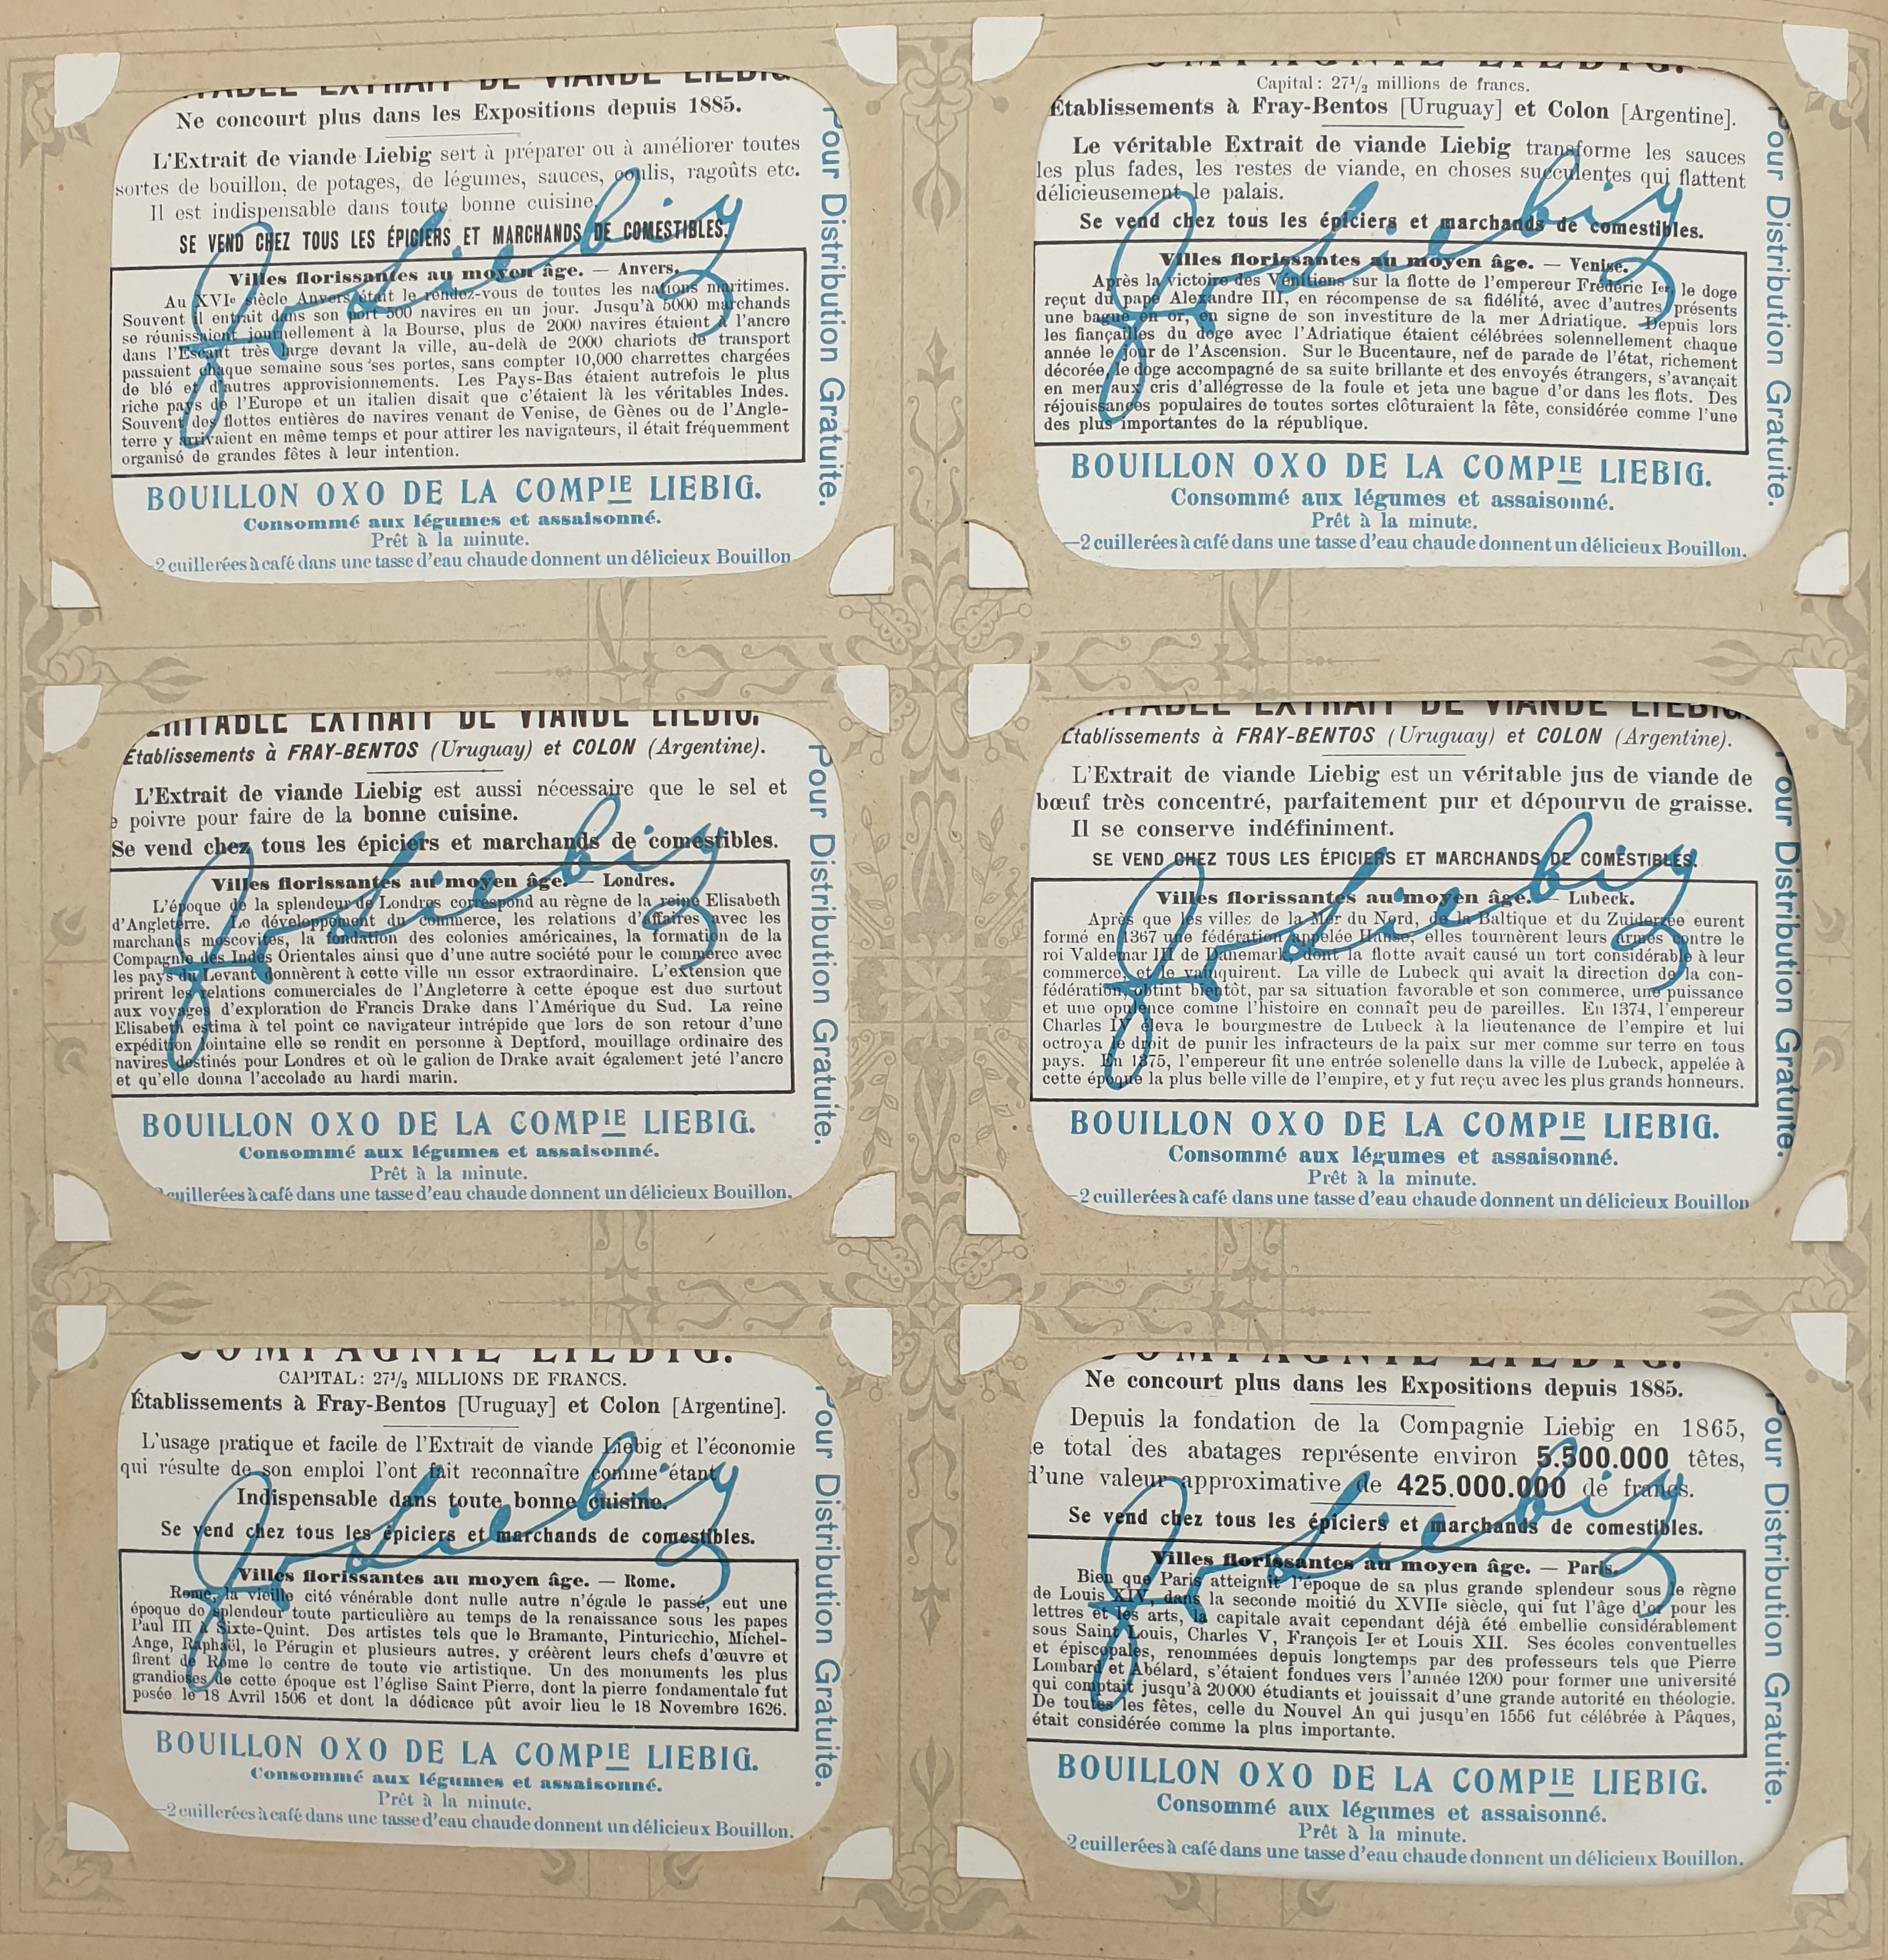 VÉRITABLE EXTRAIT DE VIANDE LIEBIG
Ne concourt plus dans les Expositions depuis 1885.
L'Extrait de viande Liebig sert à préparer ou à améliorer toutes
sortes de bouillon, de potages, de légumes, sauces, coulis, ragoûts etc.
Il est indispensable dans toute bonne cuisine.
SE VEND CHEZ TOUS LES ÉPICIERS ET MARCHANDS DE COMESTIBLES.
Villes florissantes au moyen âge. — Anvers.
Au XVIe siècle Anvers était le rendez-vous de toutes les nations maritimes.
Souvent il entrait dans son port 500 navires en un jour. Jusqu'à 5000 marchands
se réunissaient journellement à la Bourse, plus de 2000 navires étaient à l'ancre
dans l'Escaut très large devant la ville, au-delà de 2000 chariots de transport
passaient chaque semaine sous ses portes, sans compter 10,000 charrettes chargées
de blé et d'autres approvisionnements. Les Pays-Bas étaient autrefois le plus
riche pays de l'Europe et un italien disait que c'étaient là les véritables Indes.
Souvent des flottes entières de navires venant de Venise, de Gènes ou de l'Angle-
terre y arrivaient en même temps et pour attirer les navigateurs, il était fréquemment
organisé de grandes fêtes à leur intention.
BOUILLON OXO DE LA COMPIE LIEBIG.
Consommé aux légumes et assaisonné.
Prêt à la minute.
-2 cuillerées à café dans une tasse d'eau chaude donnent un délicieux Bouillon
Pour Distribution Gratuite.
JvLiebig
COMPAGNIE LIEBIG.
Capital: 27½ millions de francs.
Établissements à Fray-Bentos [Uruguay] et Colon [Argentine].
Le véritable Extrait de viande Liebig transforme les sauces
les plus fades, les restes de viande, en choses succulentes qui flattent
délicieusement le palais.
Se vend chez tous les épiciers et marchands de comestibles.
Villes florissantes au moyen âge. — Venise.
Après la victoire des Vénitiens sur la flotte de l'empereur Frédéric Ier, le doge
reçut du pape Alexandre III, en récompense de sa fidélité, avec d'autres présents
une bague en or, en signe de son investiture de la mer Adriatique. Depuis lors
les fiançailles du doge avec l'Adriatique étaient célébrées solennellement chaque
année le jour de l'Ascension. Sur le Bucentaure, nef de parade de l'état, richement
décorée, le doge accompagné de sa suite brillante et des envoyés étrangers, s'avançait
en mer aux cris d'allégresse de la foule et jeta une bague d'or dans les flots. Des
réjouissances populaires de toutes sortes clôturaient la fête, considérée comme l'une
des plus importantes de la république.
BOUILLON OXO DE LA COMPIE LIEBIG.
Consommé aux légumes et assaisonné.
Prêt à la minute.
—2 cuillerées à café dans une tasse d'eau chaude donnent un délicieux Bouillon.
Pour Distribution Gratuite.
JvLiebig
VÉRITABLE EXTRAIT DE VIANDE LIEBIG.
Établissements à FRAY-BENTOS (Uruguay) et COLON (Argentine).
L'Extrait de viande Liebig est aussi nécessaire que le sel et
e poivre pour faire de la bonne cuisine.
Se vend chez tous les épiciers et marchands de comestibles.
Villes florissantes au moyen âge. — Londres.
L'époque de la splendeur de Londres correspond au règne de la reine Elisabeth
d'Angleterre. Le développement du commerce, les relations d'affaires avec les
marchands moscovites, la fondation des colonies américaines, la formation de la
Compagnie des Indes Orientales ainsi que d'une autre société pour le commerce avec
les pays du Levant donnèrent à cette ville un essor extraordinaire. L'extension que
prirent les relations commerciales de l'Angleterre à cette époque est due surtout
aux voyages d'exploration de Francis Drake dans l'Amérique du Sud. La reine
Elisabeth estima à tel point ce navigateur intrépide que lors de son retour d'une
expédition lointaine elle se rendit en personne à Deptford, mouillage ordinaire des
navires destinés pour Londres et où le galion de Drake avait également jeté l'ancre
et qu'elle donna l'accolade au hardi marin.
BOUILLON OXO DE LA COMPIE LIEBIG.
Consommé aux légumes et assaisonné.
Prêt à la minute.
cuillerées à café dans une tasse d'eau chaude donnent un délicieux Bouillon.
Pour Distribution Gratuite.
JvLiebig
VÉRITABLE EXTRAIT DE VIANDE LIEBIG
Établissements à FRAY-BENTOS (Uruguay) et COLON (Argentine).
L'Extrait de viande Liebig est un véritable jus de viande de
bœuf très concentré, parfaitement pur et dépourvu de graisse.
Il se conserve indéfiniment.
SE VEND CHEZ TOUS LES ÉPICIERS ET MARCHANDS DE COMESTIBLES.
Villes florissantes au moyen âge. — Lubeck.
Après que les villes de la Mer du Nord, de la Baltique et du Zuiderzée eurent
formé en 1367 une fédération appelée Hanse, elles tournèrent leurs armes contre le
roi Valdemar III de Danemark, dont la flotte avait causé un tort considérable à leur
commerce, et le vainquirent. La ville de Lubeck qui avait la direction de la con-
fédération, obtint bientôt, par sa situation favorable et son commerce, une puissance
et une opulence comme l'histoire en connaît peu de pareilles. En 1374, l'empereur
Charles IV éleva le bourgmestre de Lubeck à la lieutenance de l'empire et lui
octroya le droit de punir les infracteurs de la paix sur mer comme sur terre en tous
pays. En 1375, l'empereur fit une entrée solenelle dans la ville de Lubeck, appelée à
cette époque la plus belle ville de l'empire, et y fut reçu avec les plus grands honneurs.
BOUILLON OXO DE LA COMPIE LIEBIG.
Consommé aux légumes et assaisonné.
Prêt à la minute.
—2 cuillerées à café dans une tasse d'eau chaude donnent un délicieux Bouillon
Pour Distribution Gratuite.
JvLiebig
COMPAGNIE LIEBIG.
CAPITAL: 27½ MILLIONS DE FRANCS.
Établissements à Fray-Bentos [Uruguay] et Colon [Argentine].
L'usage pratique et facile de l'Extrait de viande Liebig et l'économie
qui résulte de son emploi l'ont fait reconnaître comme étant
Indispensable dans toute bonne cuisine.
Se vend chez tous les épiciers et marchands de comestibles.
Villes florissantes au moyen âge. — Rome.
Rome, la vieille cité vénérable dont nulle autre n'égale le passé, eut une
époque de splendeur toute particulière au temps de la renaissance sous les papes
Paul III à Sixte-Quint. Des artistes tels que le Bramante, Pinturicchio, Michel-
Ange, Raphaël, le Pérugin et plusieurs autres. y créèrent leurs chefs d'œuvre et
firent de Rome le centre de toute vie artistique. Un des monuments les plus
grandioses de cette époque est l'église Saint Pierre, dont la pierre fondamentale fut
posée le 18 Avril 1506 et dont la dédicace pût avoir lieu le 18 Novembre 1626.
BOUILLON OXO DE LA COMPIE LIEBIG.
Consommé aux légumes et assaisonné.
Prêt à la minute.
—2 cuillerées à café dans une tasse d'eau chaude donnent un délicieux Bouillon.
Pour Distribution Gratuite.
JvLiebig
COMPAGNIE LIEBIG.
Ne concourt plus dans les Expositions depuis 1885.
Depuis la fondation de la Compagnie Liebig en 1865,
le total des abatages représente environ 5.500.000 têtes,
d'une valeur approximative de 425.000.000 de francs.
Se vend chez tous les épiciers et marchands de comestibles.
Villes florissantes au moyen âge. — Paris.
Bien que Paris atteignit l'époque de sa plus grande splendeur sous le règne
de Louis XIV, dans la seconde moitié du XVIIe siècle, qui fut l'âge d'or pour les
lettres et les arts, la capitale avait cependant déjà été embellie considérablement
sous Saint Louis, Charles V, François Ier et Louis XII. Ses écoles conventuelles
et épiscopales, renommées depuis longtemps par des professeurs tels que Pierre
Lombard et Abélard, s'étaient fondues vers l'année 1200 pour former une université
qui comptait jusqu'à 20000 étudiants et jouissait d'une grande autorité en théologie.
De toutes les fêtes, celle du Nouvel An qui jusqu'en 1556 fut célébrée à Pâques,
était considérée comme la plus importante.
BOUILLON OXO DE LA COMPIE LIEBIG.
Consommé aux légumes et assaisonné.
Prêt à la minute.
2 cuillerées à café dans une tasse d'eau chaude donnent un délicieux Bouillon.
Pour Distribution Gratuite.
JvLiebig